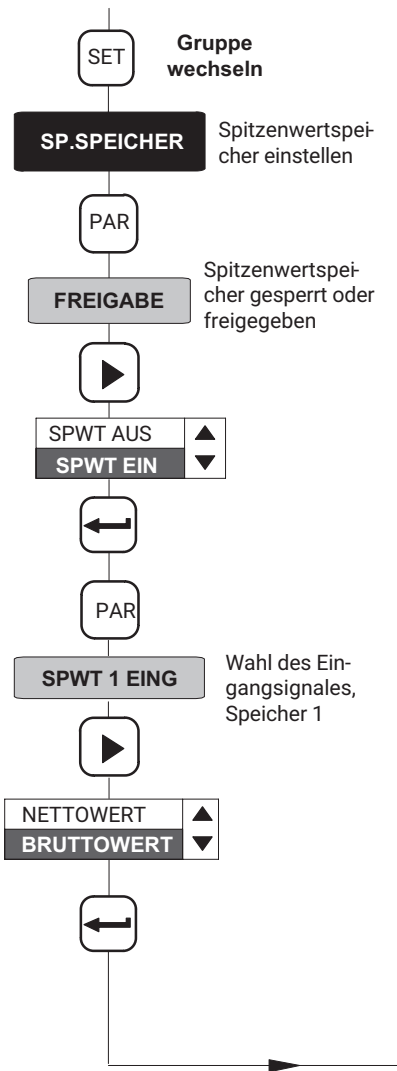 SET
Gruppe
wechseln
SP.SPEICHER
Spitzenwertspei-
cher einstellen
PAR
FREIGABE
Spitzenwertspei-
cher gesperrt oder
freigegeben
SPWT AUS
SPWT EIN
PAR
SPWT 1 EING
Wahl des Ein-
gangsignales,
Speicher 1
NETTOWERT
BRUTTOWERT